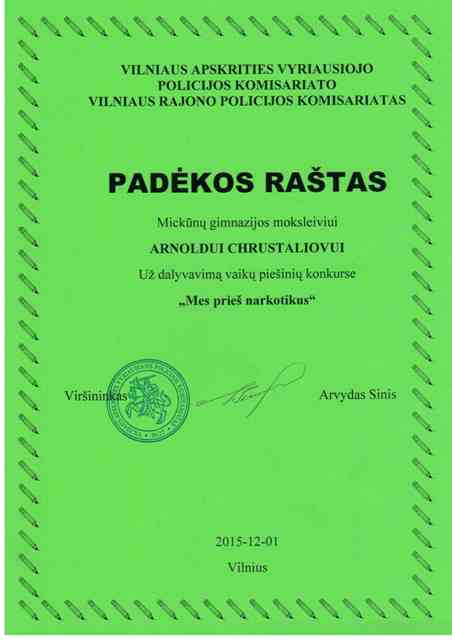 VILNIAUS APSKRITIES VYRIAUSIOJO
POLICIJOS KOMISARIATO
VILNIAUS RAJONO POLICIJOS KOMISARIATAS
PADĖKOS RAŠTAS
Mickūnų gimnazijos moksleiviui
ARNOLDUI CHRUSTALIOVUI
Už dalyvavimą vaikų piešinių konkurse
„Mes prieš narkotikus“
Viršininkas
Arvydas Sinis
2015-12-01
Vilnius